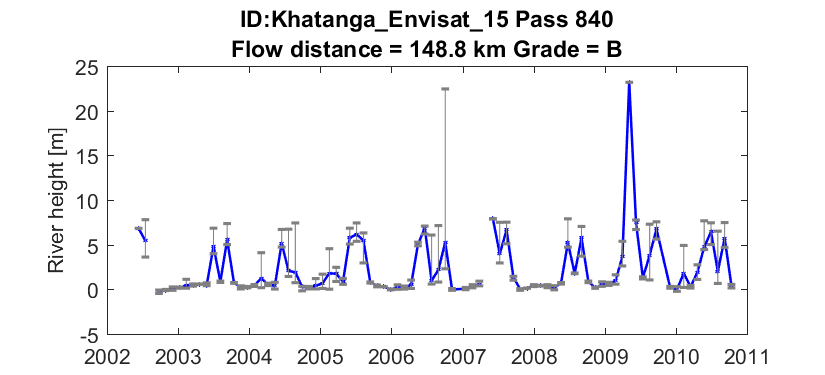 ID:Khatanga_Envisat_15 Pass 840
Flow distance = 148.8 km Grade = B
River height [m]
25
20
15
10
5
0
-5
2002 2003 2004 2005 2006 2007 2008 2009 2010 2011